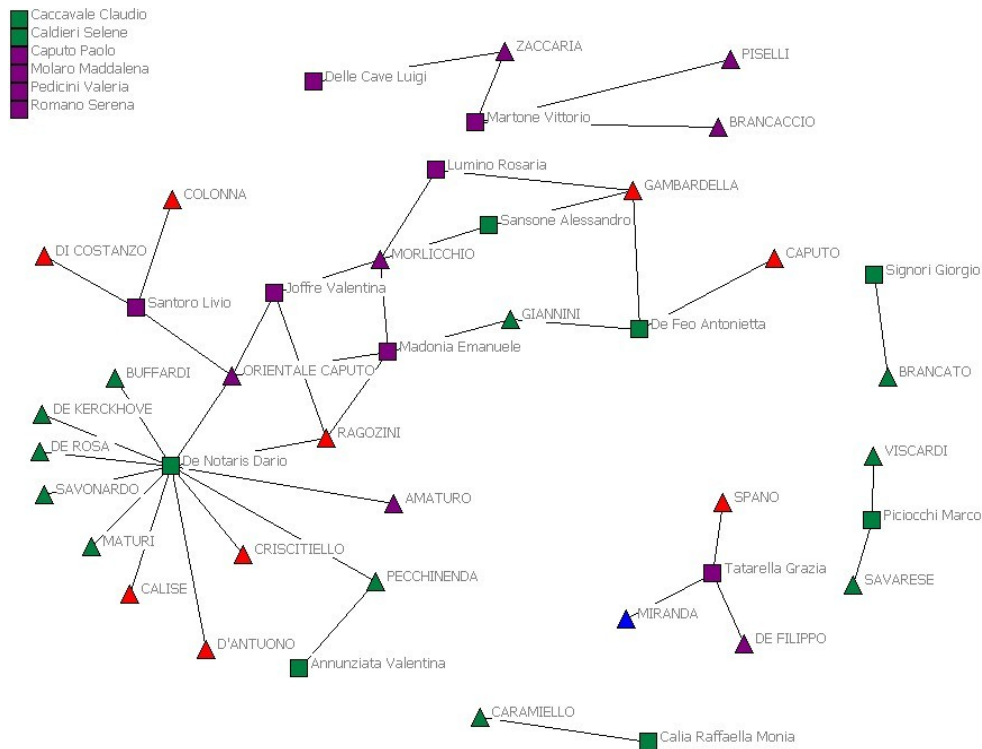 Caccavale Claudio
Caldieri Selene
Caputo Paolo
Molaro Maddalena
Pedicini Valeria
Romano Serena
ZACCARIA
PISELLI
Delle Cave Luigi
Martone Vittorio
BRANCACCIO
Lumino Rosaria
GAMBARDELLA
COLONNA
Sansone Alessandro
DI COSTANZO
MORLICCHIO
CAPUTO
Signori Giorgio
Joffre Valentina
Santoro Livio
GIANNINI
De Feo Antonietta
Madonia Emanuele
BUFFARDI
ORIENTALE CAPUTO
BRANCATO
DE KERCKHOVE
RAGOZINI
DE ROSA
De Notaris Dario
VISCARDI
SAVONARDO
AMATURO
SPANO
Piciocchi Marco
MATURI
CRISCITIELLO
PECCHINENDA
Tatarella Grazia
SAVARESE
CALISE
MIRANDA
DE FILIPPO
D'ANTUONO
Annunziata Valentina
CARAMIELLO
Calia Raffaella Monia